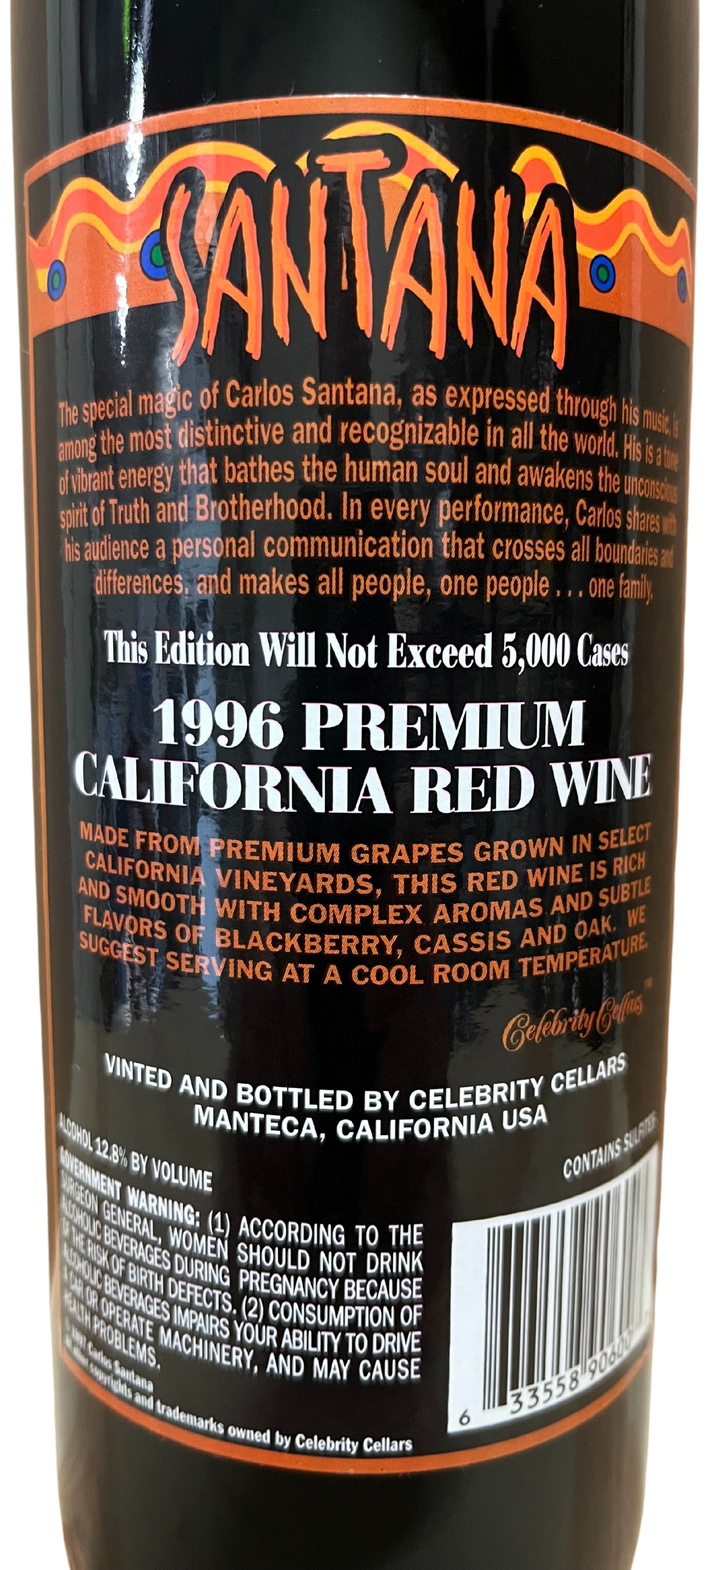 SANTANA
The special magic of Carlos Santana, as expressed through his music, is
among the most distinctive and recognizable in all the world. His is a tone
of vibrant energy that bathes the human soul and awakens the unconscious
spirit of Truth and Brotherhood. In every performance, Carlos shares with
his audience a personal communication that crosses all boundaries and
differences, and makes all people, one people . . . one family.
This Edition Will Not Exceed 5,000 Cases
1996 PREMIUM
CALIFORNIA RED WINE
MADE FROM PREMIUM GRAPES GROWN IN SELECT
CALIFORNIA VINEYARDS, THIS RED WINE IS RICH
AND SMOOTH WITH COMPLEX AROMAS AND SUBTLE
FLAVORS OF BLACKBERRY, CASSIS AND OAK. WE
SUGGEST SERVING AT A COOL ROOM TEMPERATURE.
Celebrity Cellars™
VINTED AND BOTTLED BY CELEBRITY CELLARS
MANTECA, CALIFORNIA USA
ALCOHOL 12.8% BY VOLUME
CONTAINS SULFITES
GOVERNMENT WARNING: (1) ACCORDING TO THE
SURGEON GENERAL, WOMEN SHOULD NOT DRINK
ALCOHOLIC BEVERAGES DURING PREGNANCY BECAUSE
OF THE RISK OF BIRTH DEFECTS. (2) CONSUMPTION OF
ALCOHOLIC BEVERAGES IMPAIRS YOUR ABILITY TO DRIVE
A CAR OR OPERATE MACHINERY, AND MAY CAUSE
HEALTH PROBLEMS.
Carlos Santana
copyrights and trademarks owned by Celebrity Cellars
6 33558 90600